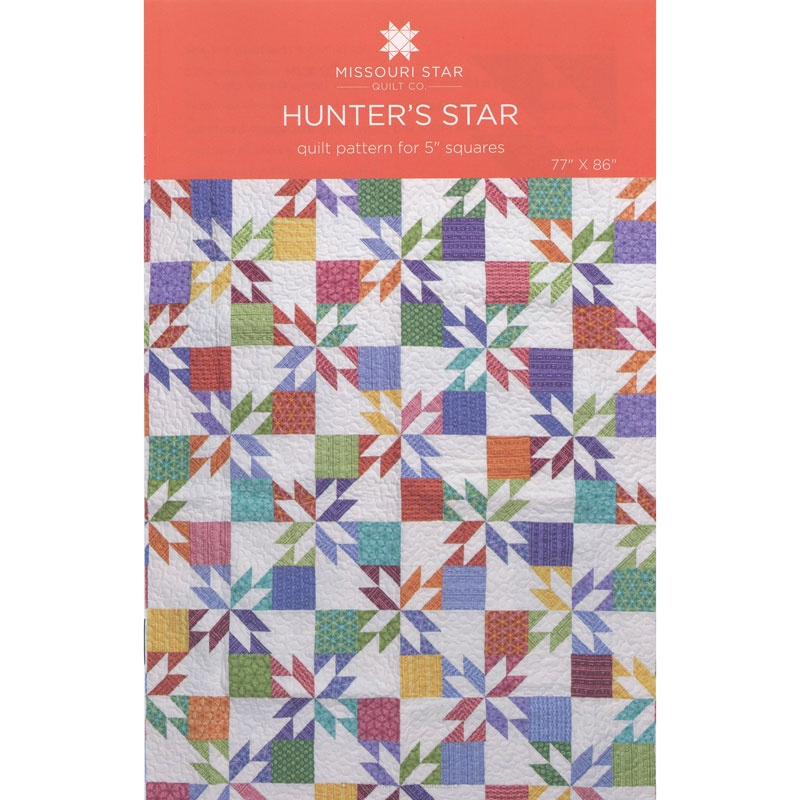 MISSOURI STAR
QUILT CO.
HUNTER'S STAR
quilt pattern for 5" squares
77" X 86"